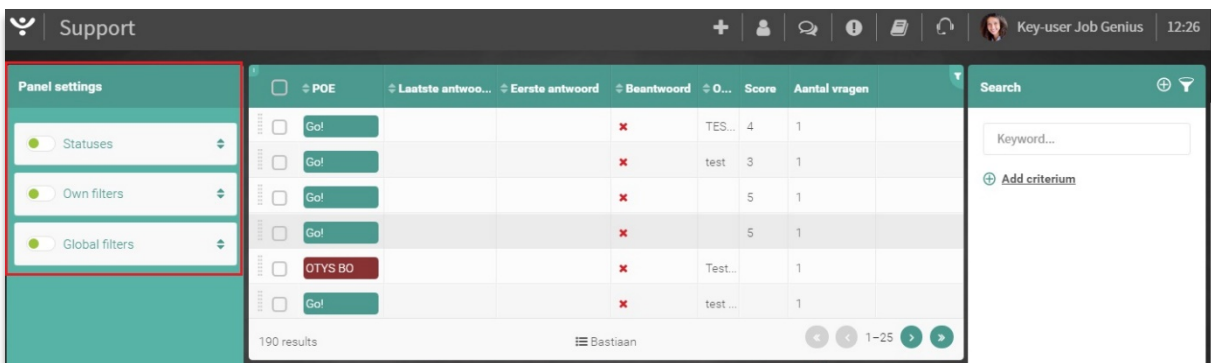 Support
Key-user Job Genius
12:26
Panel settings
Statuses
Own filters
Global filters
POE Laatste antwoo... Eerste antwoord Beantwoord O... Score Aantal vragen
Go! TES... 4 1
Go! test 3 1
Go! 5 1
Go! 5 1
OTYS BO Test... 1
Go! test ... 1
190 results Bastiaan 1-25
Search
Keyword...
Add criterium